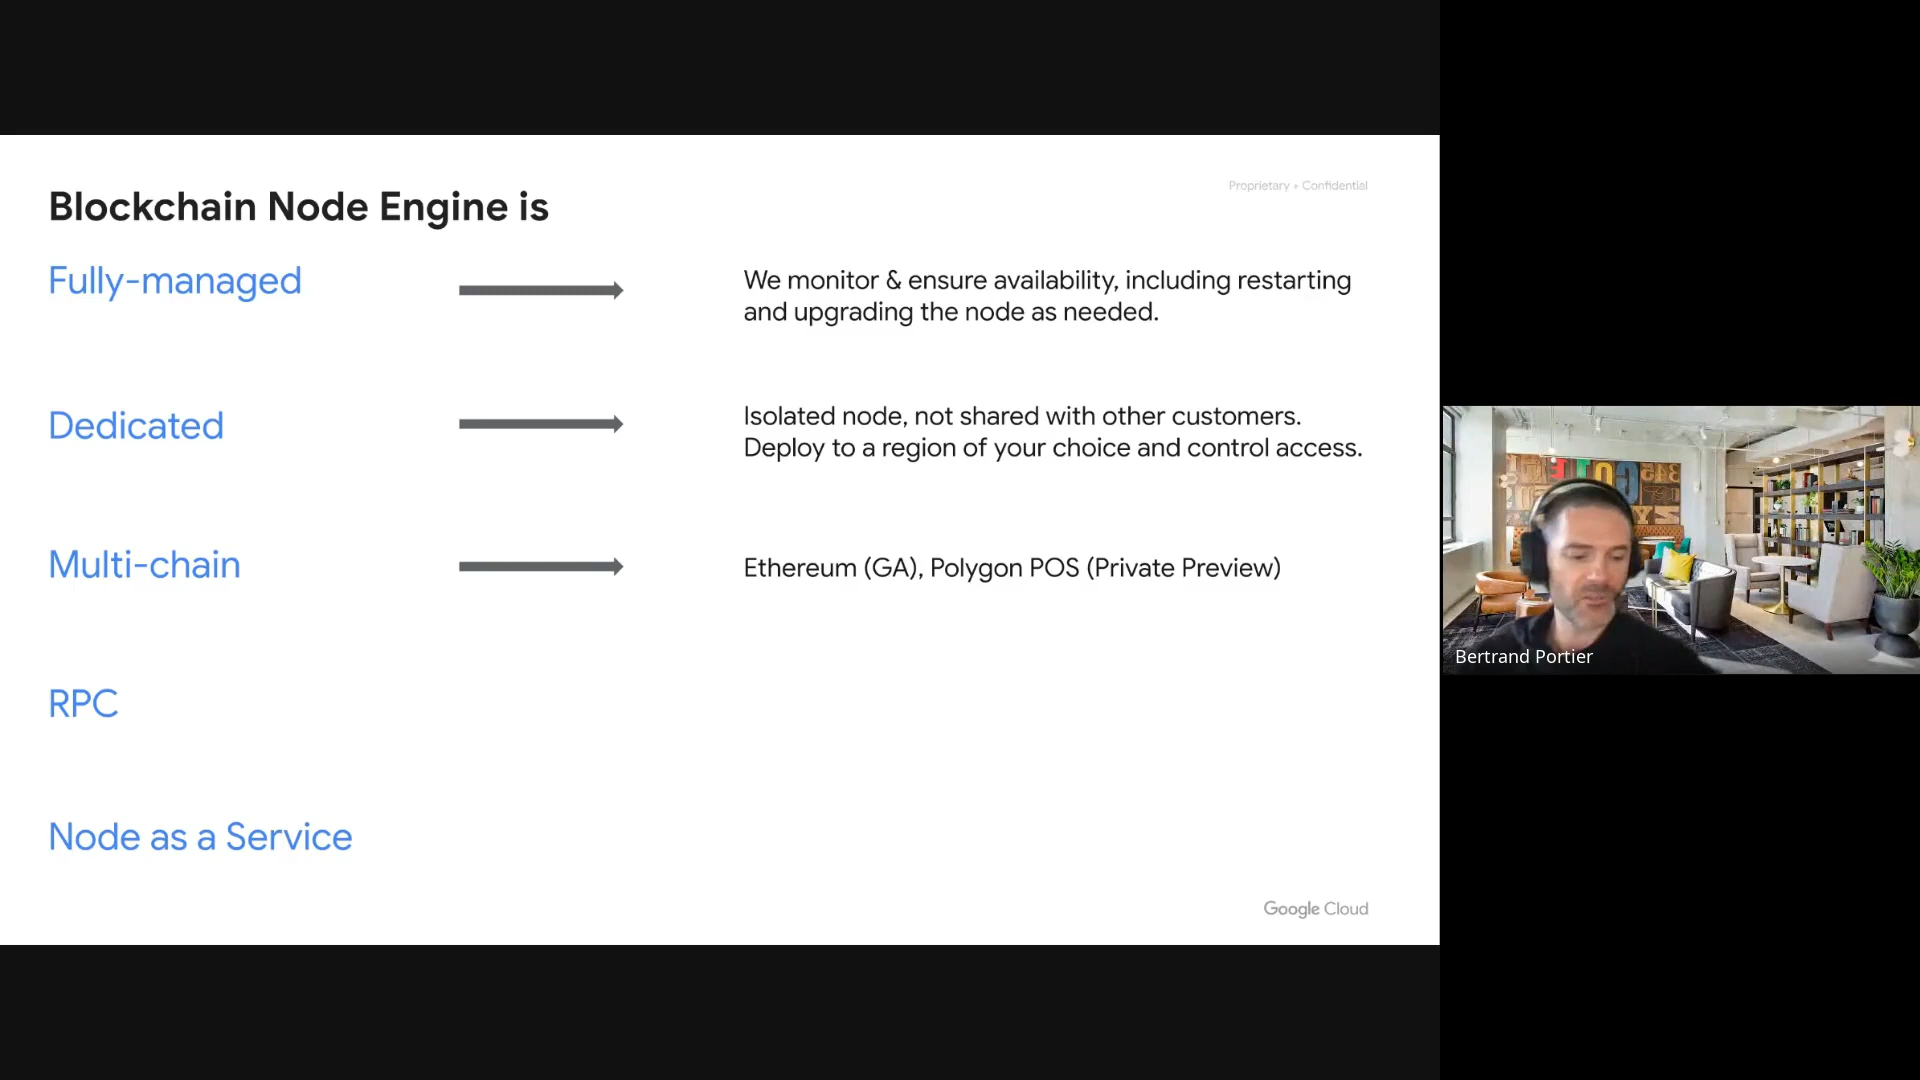 Proprietary + Confidential
Blockchain Node Engine is
Fully-managed
We monitor & ensure availability, including restarting
and upgrading the node as needed.
Dedicated
Isolated node, not shared with other customers.
Deploy to a region of your choice and control access.
Multi-chain
Ethereum (GA), Polygon POS (Private Preview)
RPC
Node as a Service
Google Cloud
Bertrand Portier